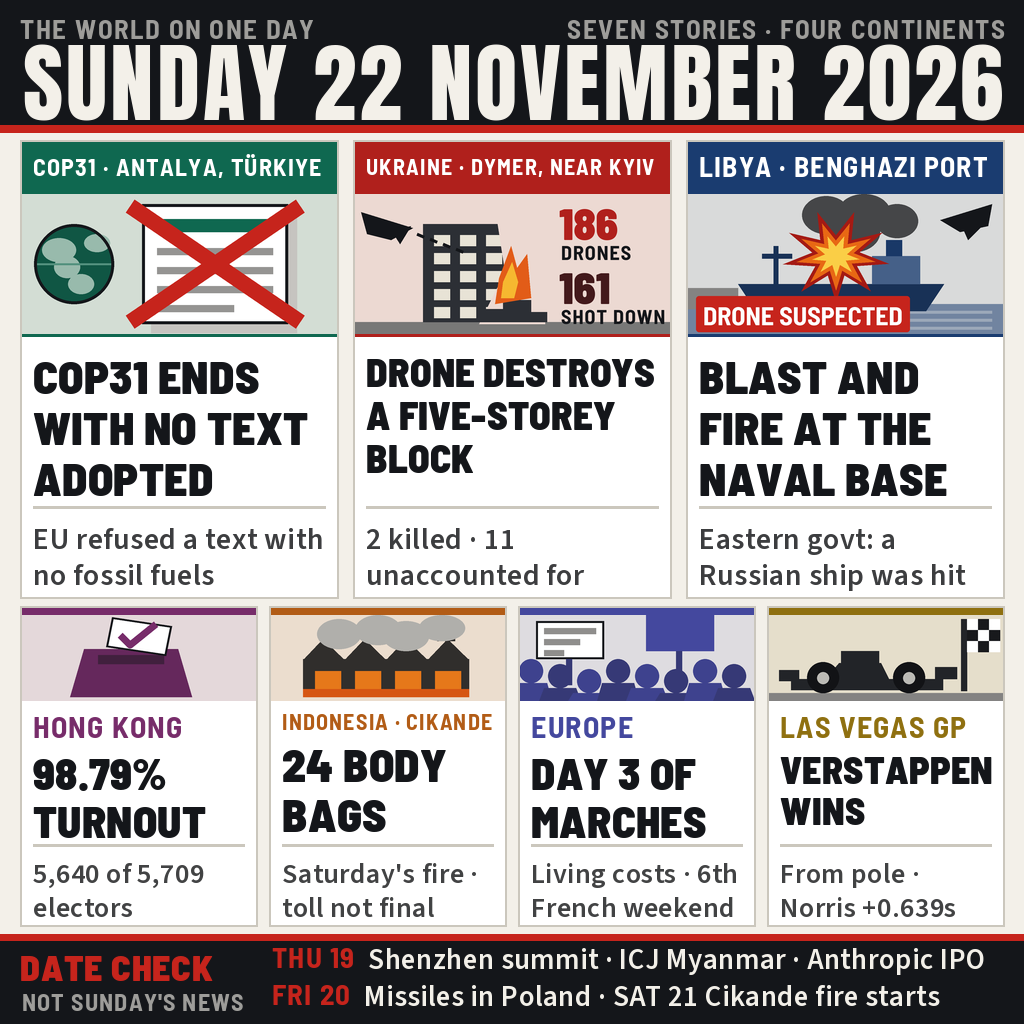 THE WORLD ON ONE DAY
SEVEN STORIES · FOUR CONTINENTS
SUNDAY 22 NOVEMBER 2026
COP31 · ANTALYA, TÜRKIYE
COP31 ENDS
WITH NO TEXT
ADOPTED
EU refused a text with
no fossil fuels
UKRAINE · DYMER, NEAR KYIV
186
DRONES
161
SHOT DOWN
DRONE DESTROYS
A FIVE-STOREY
BLOCK
2 killed · 11
unaccounted for
LIBYA · BENGHAZI PORT
DRONE SUSPECTED
BLAST AND
FIRE AT THE
NAVAL BASE
Eastern govt: a
Russian ship was hit
HONG KONG
98.79%
TURNOUT
5,640 of 5,709
electors
INDONESIA · CIKANDE
24 BODY
BAGS
Saturday's fire ·
toll not final
EUROPE
DAY 3 OF
MARCHES
Living costs · 6th
French weekend
LAS VEGAS GP
VERSTAPPEN
WINS
From pole ·
Norris +0.639s
DATE CHECK
NOT SUNDAY'S NEWS
THU 19 Shenzhen summit · ICJ Myanmar · Anthropic IPO
FRI 20 Missiles in Poland · SAT 21 Cikande fire starts